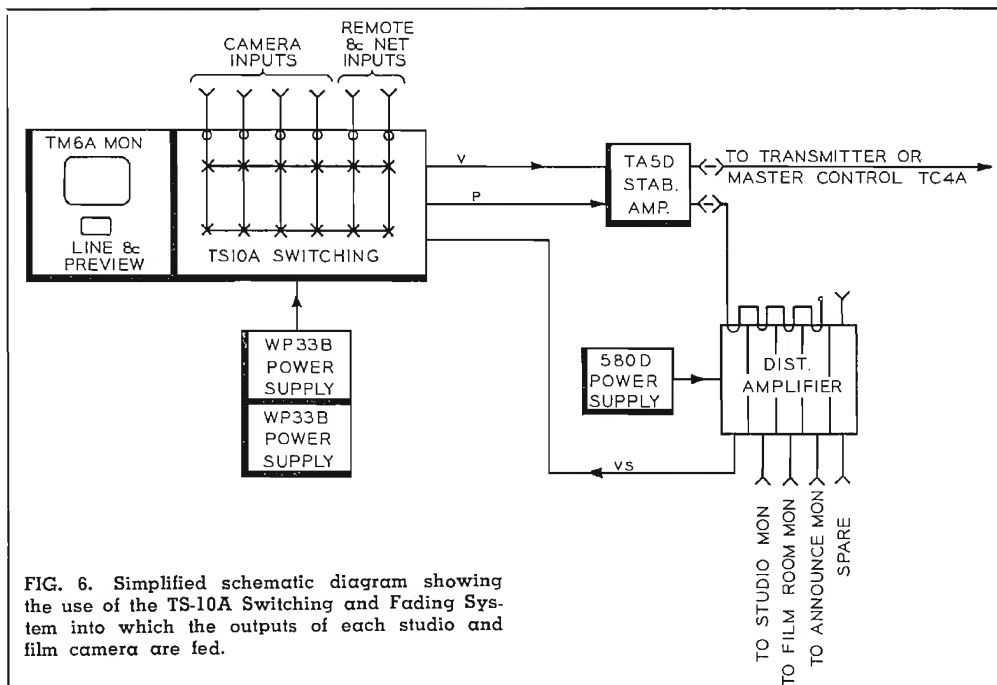 CAMERA
INPUTS
REMOTE
&c NET
INPUTS
TM6A MON
LINE &c
PREVIEW
TS10A SWITCHING
V
P
TA5D
STAB.
AMP.
TO TRANSMITTER OR
MASTER CONTROL TC4A
WP33B
POWER
SUPPLY
WP33B
POWER
SUPPLY
580D
POWER
SUPPLY
DIST.
AMPLIFIER
VS
TO STUDIO MON
TO FILM ROOM MON
TO ANNOUNCE MON
SPARE
FIG. 6. Simplified schematic diagram showing
the use of the TS-10A Switching and Fading Sys-
tem into which the outputs of each studio and
film camera are fed.